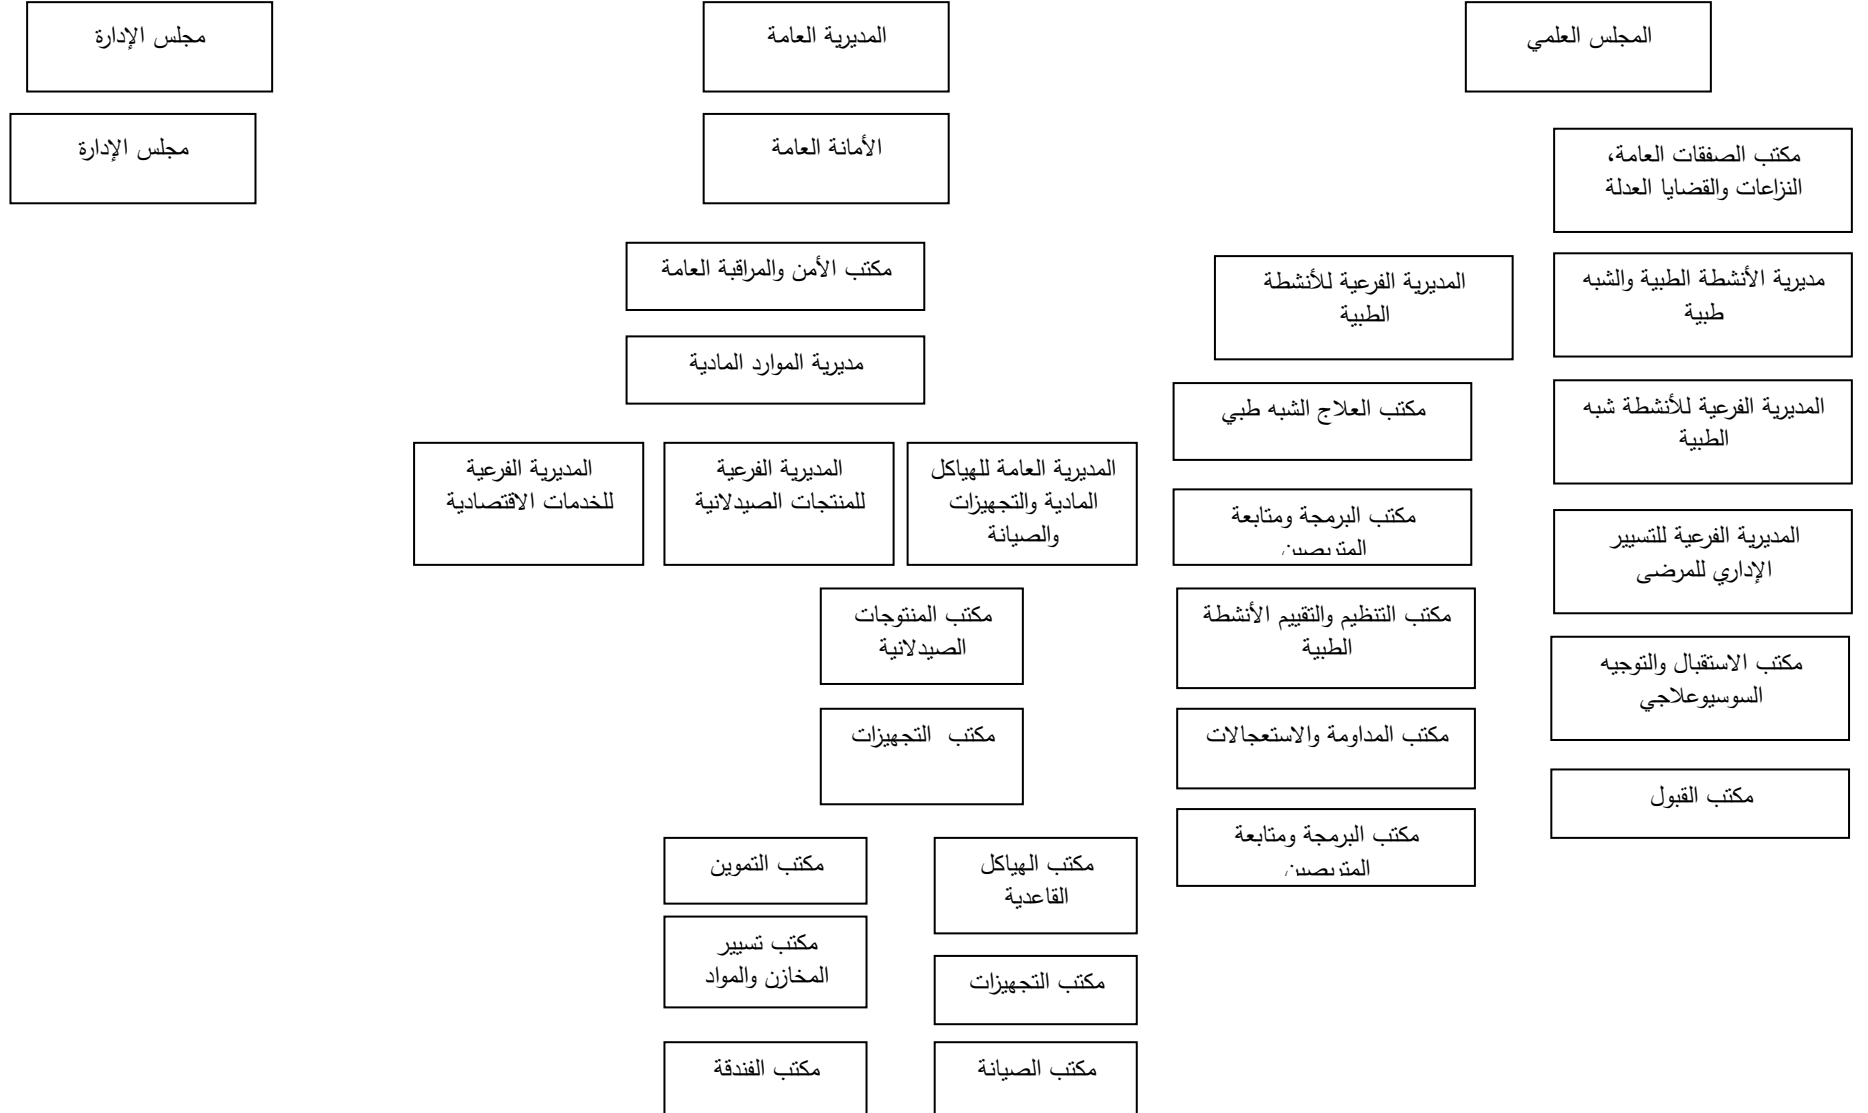 المجلس العلمي
المديرية العامة
مجلس الإدارة
الأمانة العامة
مجلس الإدارة
مكتب الصفقات العامة،
النزاعات والقضايا العدلة
مكتب الأمن والمراقبة العامة
مديرية الأنشطة الطبية والشبه
طبية
المديرية الفرعية للأنشطة
الطبية
مديرية الموارد المادية
المديرية الفرعية للأنشطة شبه
الطبية
مكتب العلاج الشبه طبي
المديرية العامة للهياكل
المادية والتجهيزات
والصيانة
المديرية الفرعية
للمنتجات الصيدلانية
المديرية الفرعية
للخدمات الاقتصادية
مكتب البرمجة ومتابعة
المتربصين
المديرية الفرعية للتسيير
الإداري للمرضى
مكتب التنظيم والتقييم الأنشطة
الطبية
مكتب المنتوجات
الصيدلانية
مكتب الاستقبال والتوجيه
السوسيوعلاجي
مكتب المداومة والاستعجالات
مكتب التجهيزات
مكتب القبول
مكتب البرمجة ومتابعة
المتربصين
مكتب الهياكل
القاعدية
مكتب التموين
مكتب تسيير
المخازن والمواد
مكتب التجهيزات
مكتب الصيانة
مكتب الفندقة